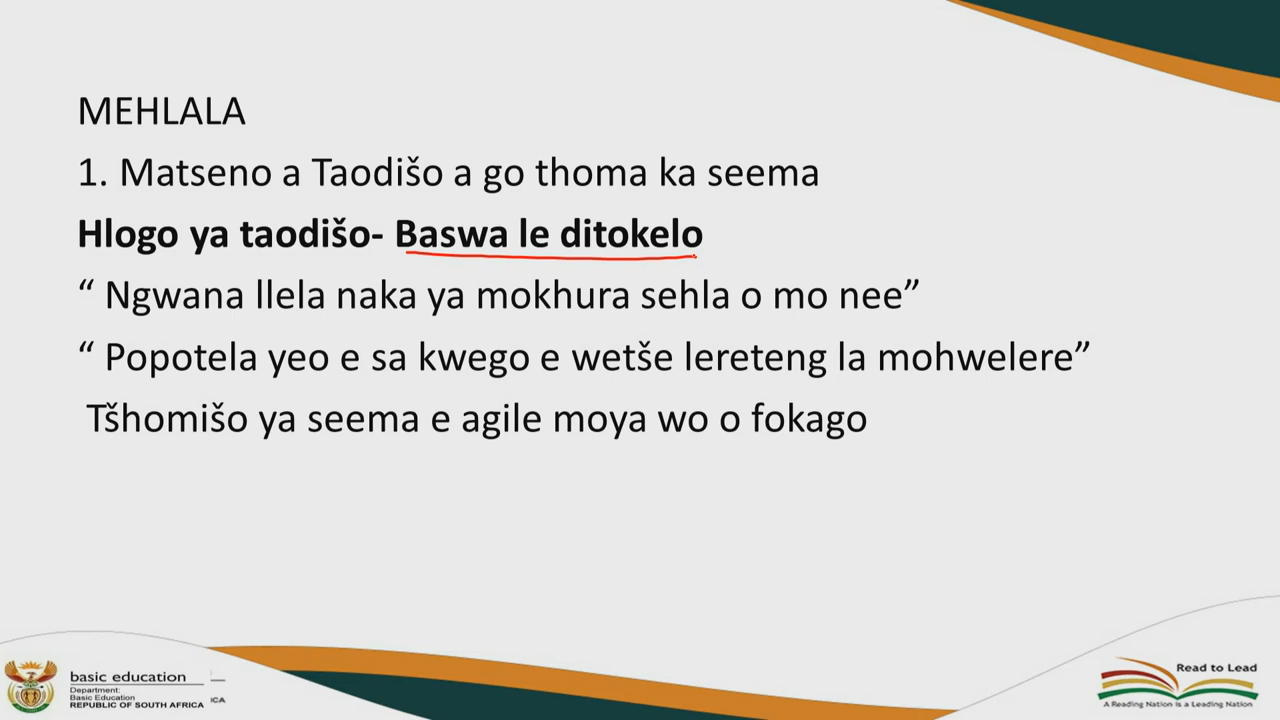 MEHLALA
1. Matseno a Taodišo a go thoma ka seema
Hlogo ya taodišo- Baswa le ditokelo
“ Ngwana llela naka ya mokhura sehla o mo nee”
“ Popotela yeo e sa kwego e wetše lereteng la mohwelere”
Tšhomišo ya seema e agile moya wo o fokago
basic education
Department:
Basic Education
REPUBLIC OF SOUTH AFRICA
ICA
Read to Lead
A Reading Nation is a Leading Nation